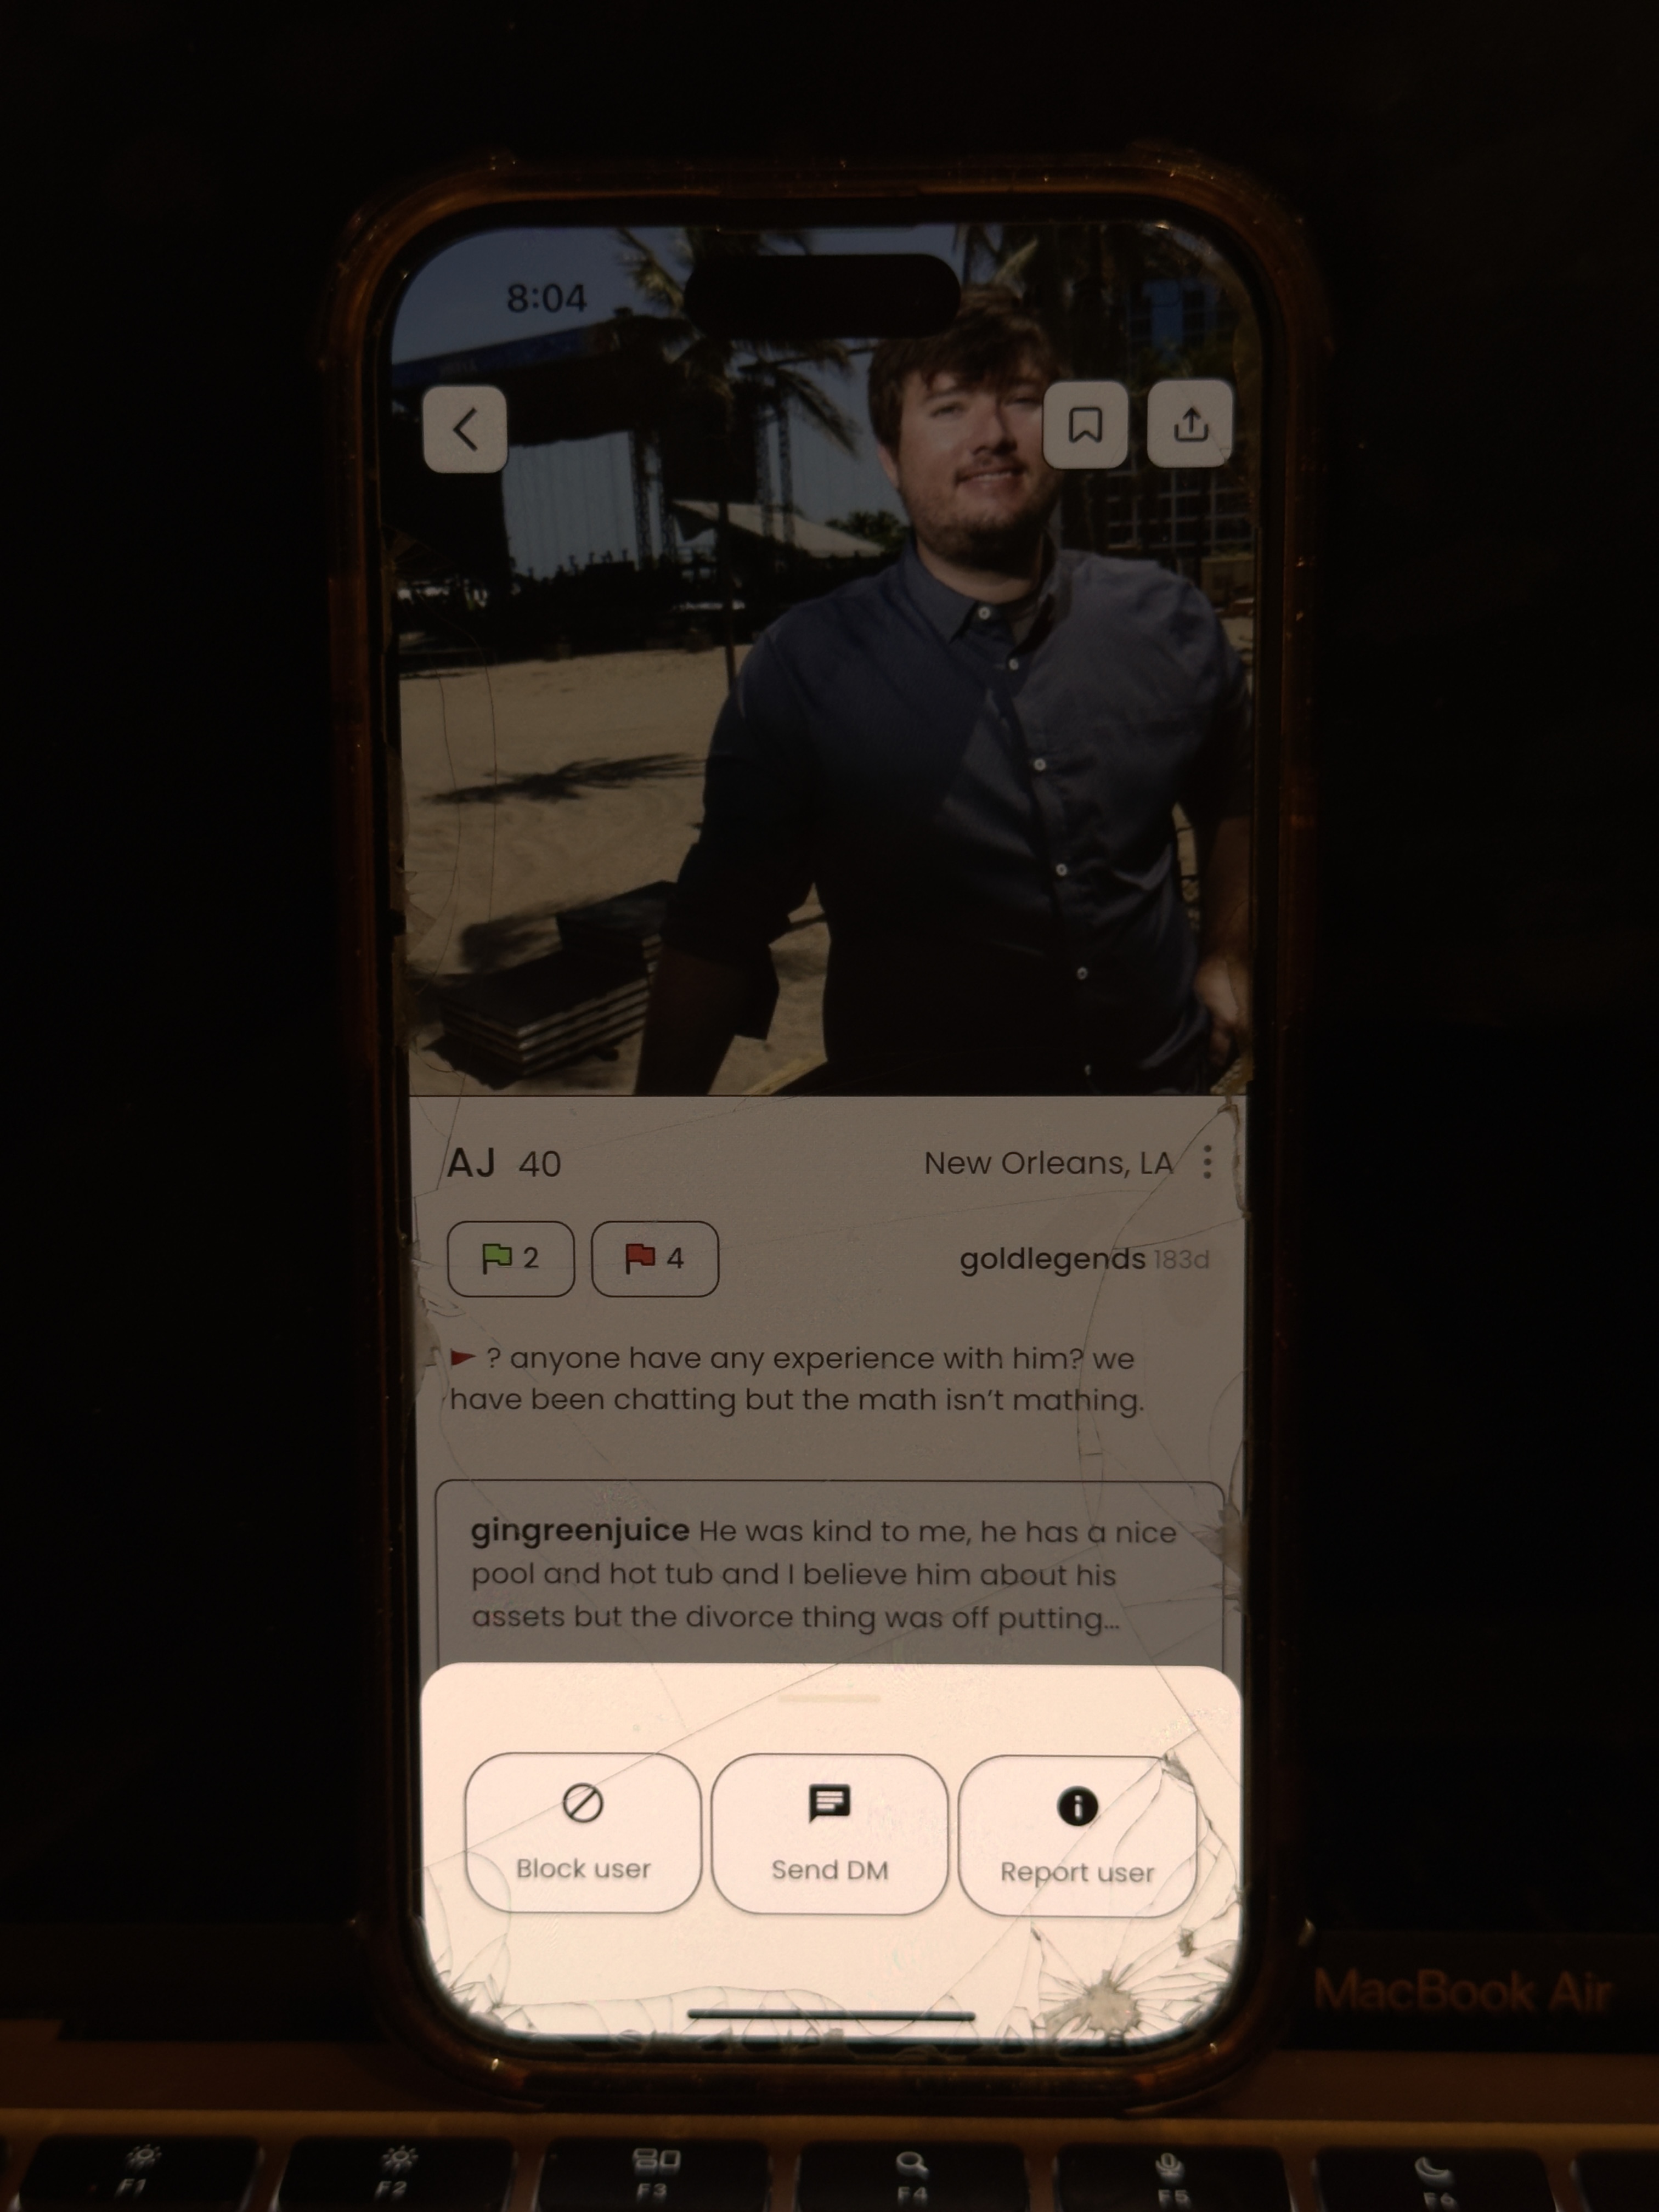 8:04
AJ 40 New Orleans, LA
2 4 goldlegends 183d
? anyone have any experience with him? we
have been chatting but the math isn't mathing.
gingreenjuice He was kind to me, he has a nice
pool and hot tub and I believe him about his
assets but the divorce thing was off putting...
Block user Send DM Report user
MacBook Air
F1 F2 F3 F4 F5 F6